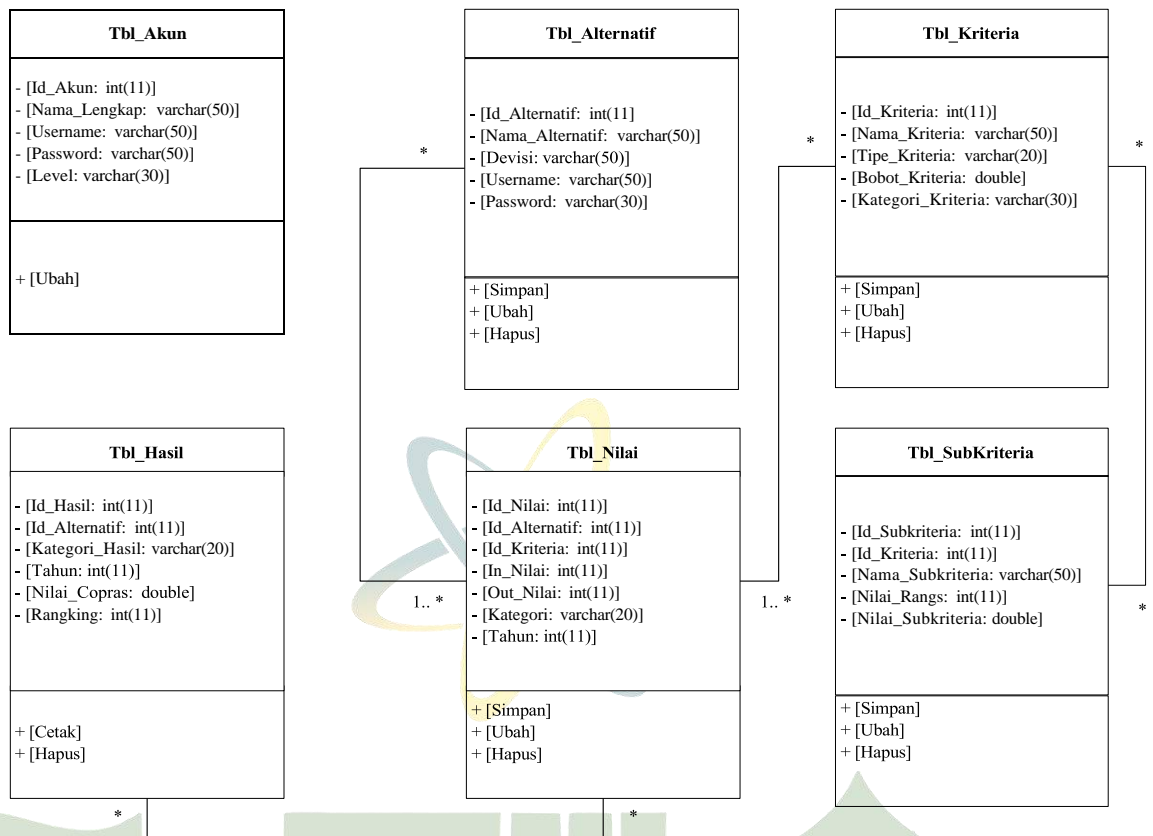 Tbl_Akun
- [Id_Akun: int(11)]
- [Nama_Lengkap: varchar(50)]
- [Username: varchar(50)]
- [Password: varchar(50)]
- [Level: varchar(30)]
+ [Ubah]
Tbl_Alternatif
- [Id_Alternatif: int(11]
- [Nama_Alternatif: varchar(50)]
- [Devisi: varchar(50)]
- [Username: varchar(50)]
- [Password: varchar(30)]
+ [Simpan]
+ [Ubah]
+ [Hapus]
Tbl_Kriteria
- [Id_Kriteria: int(11)]
- [Nama_Kriteria: varchar(50)]
- [Tipe_Kriteria: varchar(20)]
- [Bobot_Kriteria: double]
- [Kategori_Kriteria: varchar(30)]
+ [Simpan]
+ [Ubah]
+ [Hapus]
*
*
*
Tbl_Hasil
- [Id_Hasil: int(11)]
- [Id_Alternatif: int(11)]
- [Kategori_Hasil: varchar(20)]
- [Tahun: int(11)]
- [Nilai_Copras: double]
- [Rangking: int(11)]
+ [Cetak]
+ [Hapus]
Tbl_Nilai
- [Id_Nilai: int(11)]
- [Id_Alternatif: int(11)]
- [Id_Kriteria: int(11)]
- [In_Nilai: int(11)]
- [Out_Nilai: int(11)]
- [Kategori: varchar(20)]
- [Tahun: int(11)]
+ [Simpan]
+ [Ubah]
+ [Hapus]
Tbl_SubKriteria
- [Id_Subkriteria: int(11)]
- [Id_Kriteria: int(11)]
- [Nama_Subkriteria: varchar(50)]
- [Nilai_Rangs: int(11)]
- [Nilai_Subkriteria: double]
+ [Simpan]
+ [Ubah]
+ [Hapus]
1.. *
1.. *
*
*
*